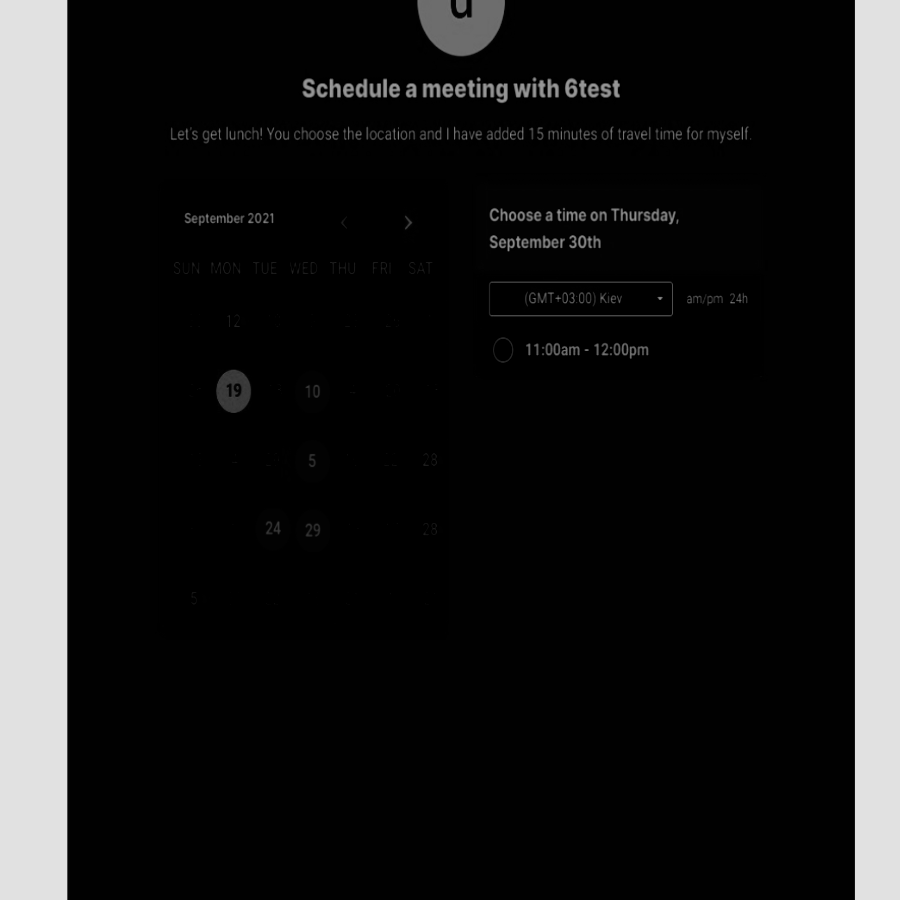 Schedule a meeting with 6test
Let's get lunch! You choose the location and I have added 15 minutes of travel time for myself.
September 2021
SUN MON TUE WED THU FRI SAT
12
19 10
5 28
24 29 28
5
Choose a time on Thursday,
September 30th
(GMT+03:00) Kiev am/pm 24h
11:00am - 12:00pm